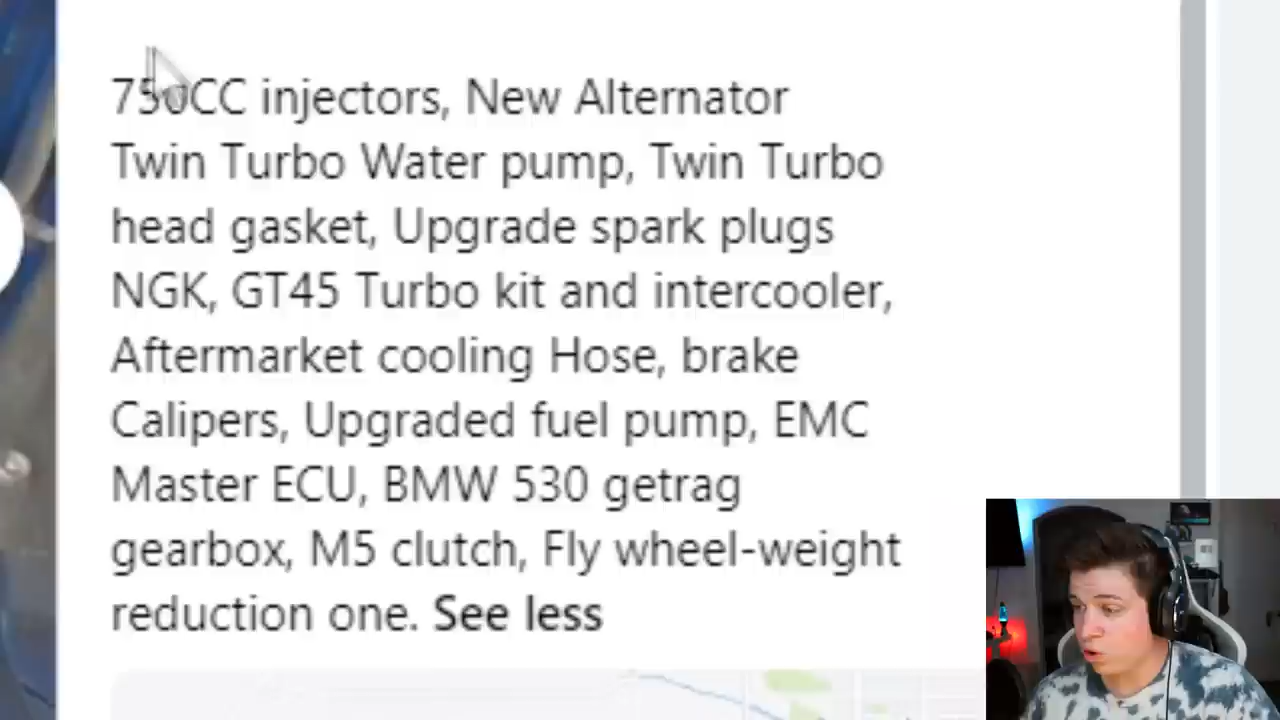 750CC injectors, New Alternator
Twin Turbo Water pump, Twin Turbo
head gasket, Upgrade spark plugs
NGK, GT45 Turbo kit and intercooler,
Aftermarket cooling Hose, brake
Calipers, Upgraded fuel pump, EMC
Master ECU, BMW 530 getrag
gearbox, M5 clutch, Fly wheel-weight
reduction one. See less